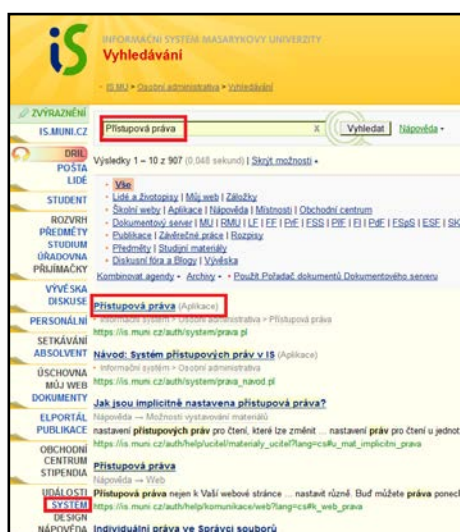 iS
INFORMAČNÍ SYSTÉM MASARYKOVY UNIVERZITY
Vyhledávání
• IS MU > Osobní administrativa > Vyhledávání
ZVÝRAZNĚNÍ
IS.MUNI.CZ
DRIL
POŠTA
LIDÉ
STUDENT
ROZVRH
PŘEDMĚTY
STUDIUM
ÚŘADOVNA
PŘIJÍMAČKY
VÝVĚSKA
DISKUSE
PERSONÁLNÍ
SETKÁVÁNÍ
ABSOLVENT
ÚSCHOVNA
MŮJ WEB
DOKUMENTY
ELPORTÁL
PUBLIKACE
OBCHODNÍ
CENTRUM
STIPENDIA
UDÁLOSTI
SYSTÉM
DESIGN
NÁPOVĚDA
Přístupová práva X Vyhledat Nápověda
Výsledky 1 – 10 z 907 (0,048 sekund) | Skrýt možnosti
• Vše
• Lidé a životopisy | Můj web | Záložky
• Školní weby | Aplikace | Nápověda | Místnosti | Obchodní centrum
• Dokumentový server | MU | RMU | LF | FF | PrF | FSS | PřF | FI | PdF | FSpS | ESF | SK
• Publikace | Závěrečné práce | Rozpisy
• Předměty | Studijní materiály
• Diskusní fóra a Blogy | Vývěska
Kombinovat agendy • Archivy • • Použít Pořadač dokumentů Dokumentového serveru
Přístupová práva (Aplikace)
• Informační systém > Osobní administrativa > Přístupová práva
https://is.muni.cz/auth/system/prava.pl
Návod: Systém přístupových práv v IS (Aplikace)
• Informační systém > Osobní administrativa
https://is.muni.cz/auth/system/prava_navod.pl
Jak jsou implicitně nastavena přístupová práva?
Nápověda → Možnosti vystavování materiálů
nastavení přístupových práv pro čtení, které lze změnit ... nastavení práv pro čtení u jednot
https://is.muni.cz/auth/help/ucitel/materialy_ucitel?lang=cs#u_mat_implicitni_prava
Přístupová práva
Nápověda → Web
Přístupová práva nejen k Vaší webové stránce ... nastavit různě. Buď můžete práva ponech
https://is.muni.cz/auth/help/komunikace/web?lang=cs#k_web_prava
Individuální práva ve Správci souborů